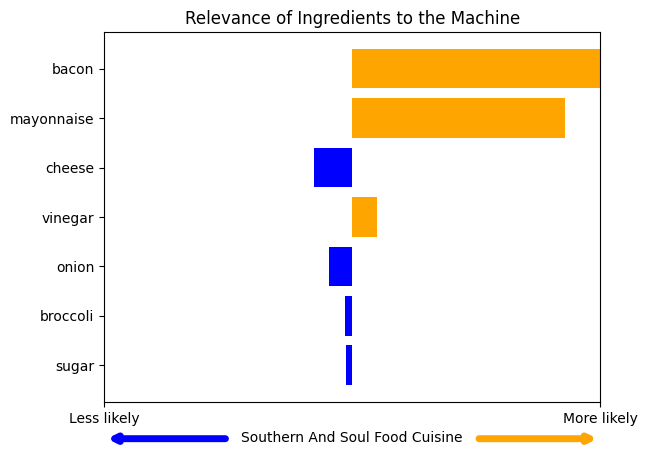 Relevance of Ingredients to the Machine
bacon
mayonnaise
cheese
vinegar
onion
broccoli
sugar
Less likely
More likely
Southern And Soul Food Cuisine